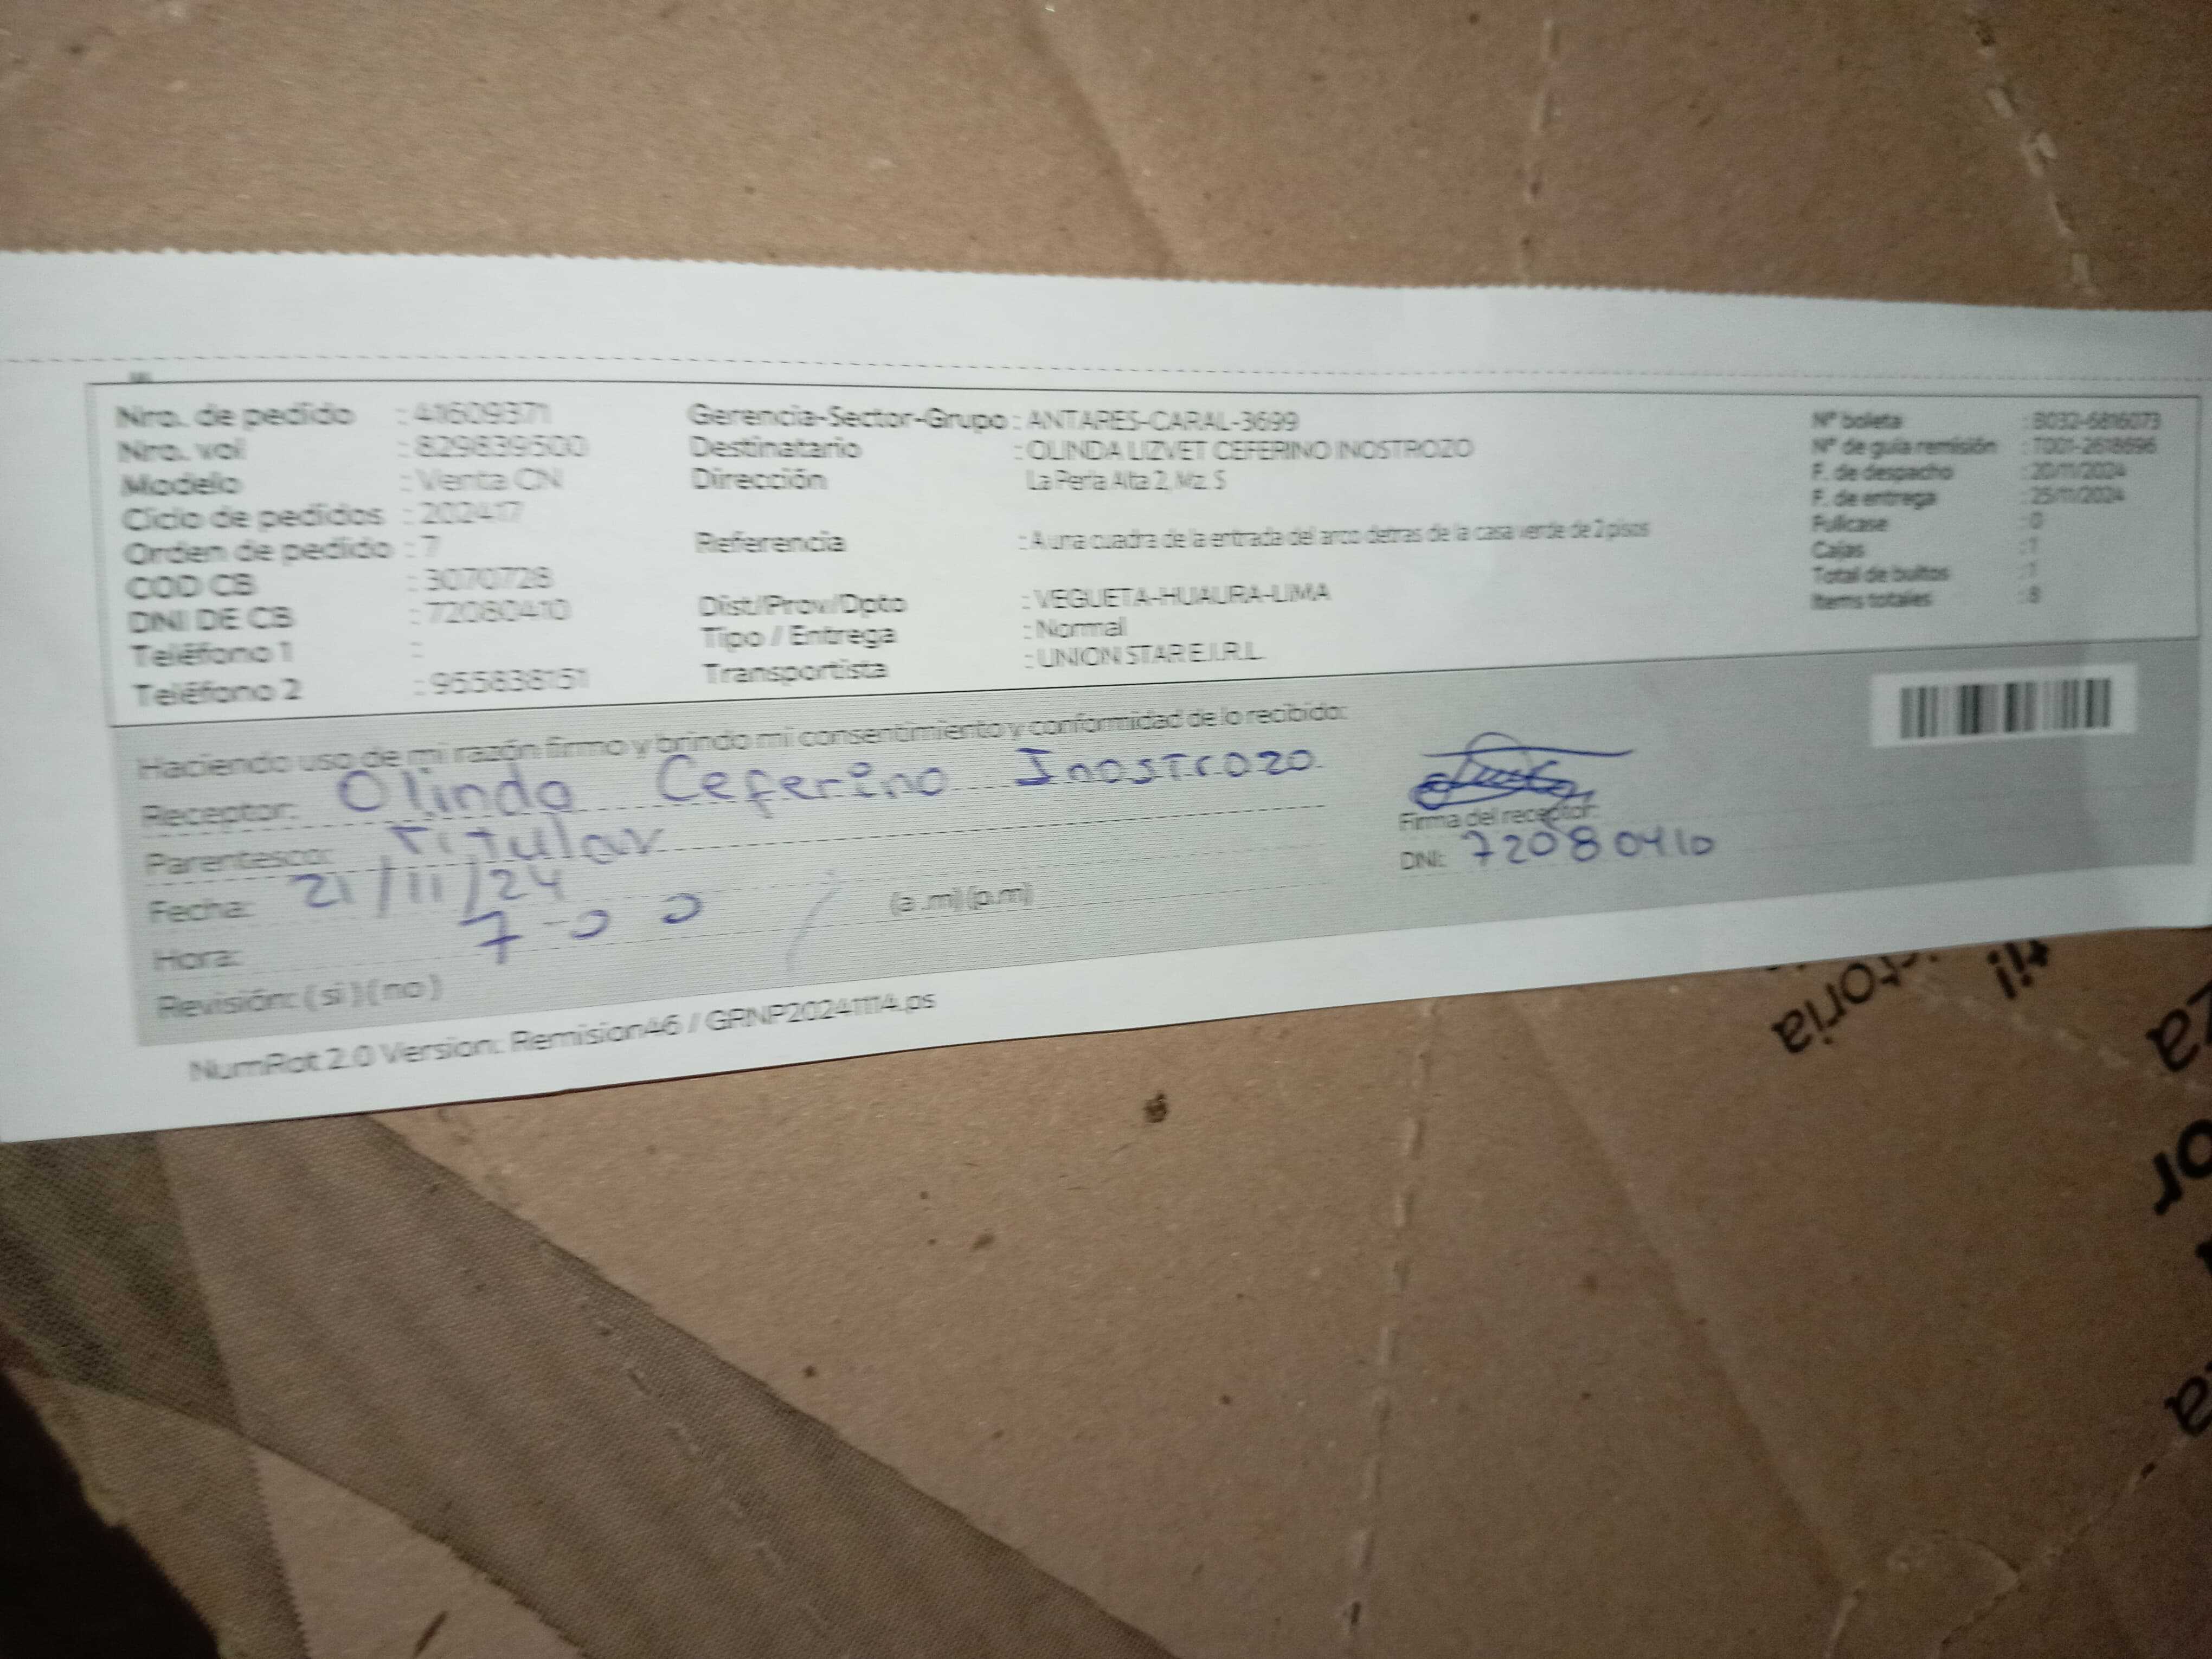 Nro. de pedido : 41609371
Nro. vol : 829839500
Modelo : Venta CN
Ciclo de pedidos : 202417
Orden de pedido : 7
COD CB : 3070728
DNI DE CB : 72080410
Teléfono 1 :
Teléfono 2 : 955838151
Gerencia-Sector-Grupo : ANTARES-CARAL-3699
Destinatario : OLINDA LIZVET CEFERINO INOSTROZO
Dirección La Perla Alta 2, Mz. S
Referencia : A una cuadra de la entrada del arco detras de la casa verde de 2 pisos
Dist/Prov/Dpto : VEGUETA-HUAURA-LIMA
Tipo / Entrega : Normal
Transportista : UNION STAR E.I.R.L.
N° boleta : B032-6816073
N° de guía remisión : T001-2618696
F. de despacho : 20/11/2024
F. de entrega : 25/11/2024
Fullcase : 0
Cajas : 1
Total de bultos : 1
Items totales : 8
Haciendo uso de mi razón firmo y brindo mi consentimiento y conformidad de lo recibido:
Receptor: Olinda Ceferino Inostrozo
Parentesco: Titular
Fecha: 21/11/24
Hora: 7-00 (a .m) (p.m)
Revisión: ( si ) ( no )
Firma del receptor:
DNI: 72080410
NumRot 2.0 Version: Remision46 / GRNP20241114.ps